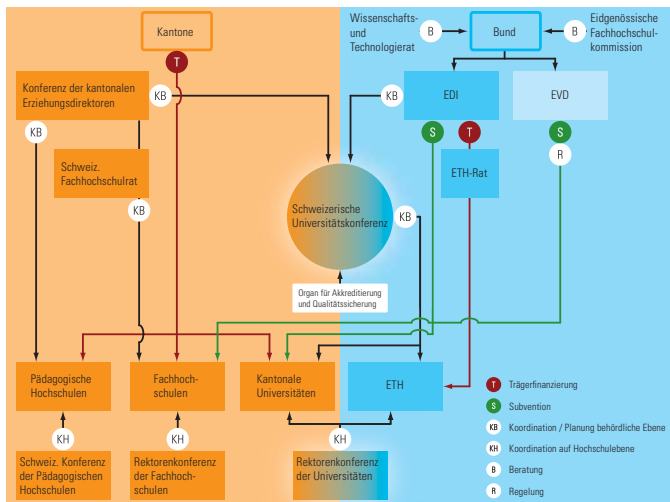 Kantone
T
Wissenschafts-
und
Technologierat
B
Bund
B
Eidgenössische
Fachhochschul-
kommission
Konferenz der kantonalen
Erziehungsdirektoren
KB
KB
EDI
EVD
KB
S
T
S
R
Schweiz.
Fachhochschulrat
ETH-Rat
KB
Schweizerische
Universitätskonferenz
KB
Organ für Akkreditierung
und Qualitätssicherung
Pädagogische
Hochschulen
Fachhoch-
schulen
Kantonale
Universitäten
ETH
KH
KH
KH
Schweiz. Konferenz
der Pädagogischen
Hochschulen
Rektorenkonferenz
der Fachhoch-
schulen
Rektorenkonferenz
der Universitäten
T Trägerfinanzierung
S Subvention
KB Koordination / Planung behördliche Ebene
KH Koordination auf Hochschulebene
B Beratung
R Regelung